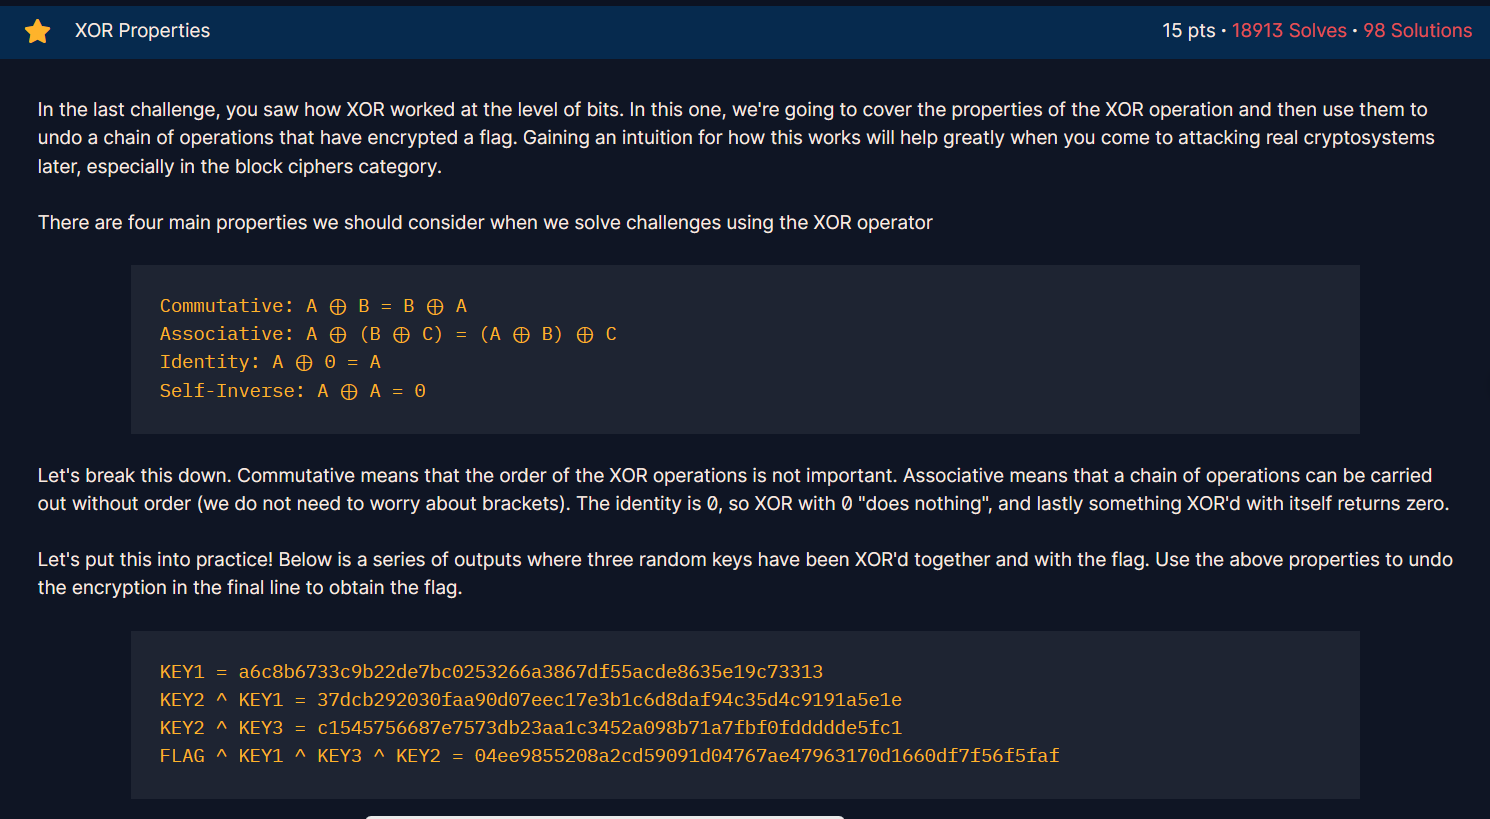 XOR Properties
15 pts · 18913 Solves · 98 Solutions
In the last challenge, you saw how XOR worked at the level of bits. In this one, we're going to cover the properties of the XOR operation and then use them to
undo a chain of operations that have encrypted a flag. Gaining an intuition for how this works will help greatly when you come to attacking real cryptosystems
later, especially in the block ciphers category.
There are four main properties we should consider when we solve challenges using the XOR operator
Commutative: A ⊕ B = B ⊕ A
Associative: A ⊕ (B ⊕ C) = (A ⊕ B) ⊕ C
Identity: A ⊕ 0 = A
Self-Inverse: A ⊕ A = 0
Let's break this down. Commutative means that the order of the XOR operations is not important. Associative means that a chain of operations can be carried
out without order (we do not need to worry about brackets). The identity is 0, so XOR with 0 "does nothing", and lastly something XOR'd with itself returns zero.
Let's put this into practice! Below is a series of outputs where three random keys have been XOR'd together and with the flag. Use the above properties to undo
the encryption in the final line to obtain the flag.
KEY1 = a6c8b6733c9b22de7bc0253266a3867df55acde8635e19c73313
KEY2 ^ KEY1 = 37dcb292030faa90d07eec17e3b1c6d8daf94c35d4c9191a5e1e
KEY2 ^ KEY3 = c1545756687e7573db23aa1c3452a098b71a7fbf0fddddde5fc1
FLAG ^ KEY1 ^ KEY3 ^ KEY2 = 04ee9855208a2cd59091d04767ae47963170d1660df7f56f5faf